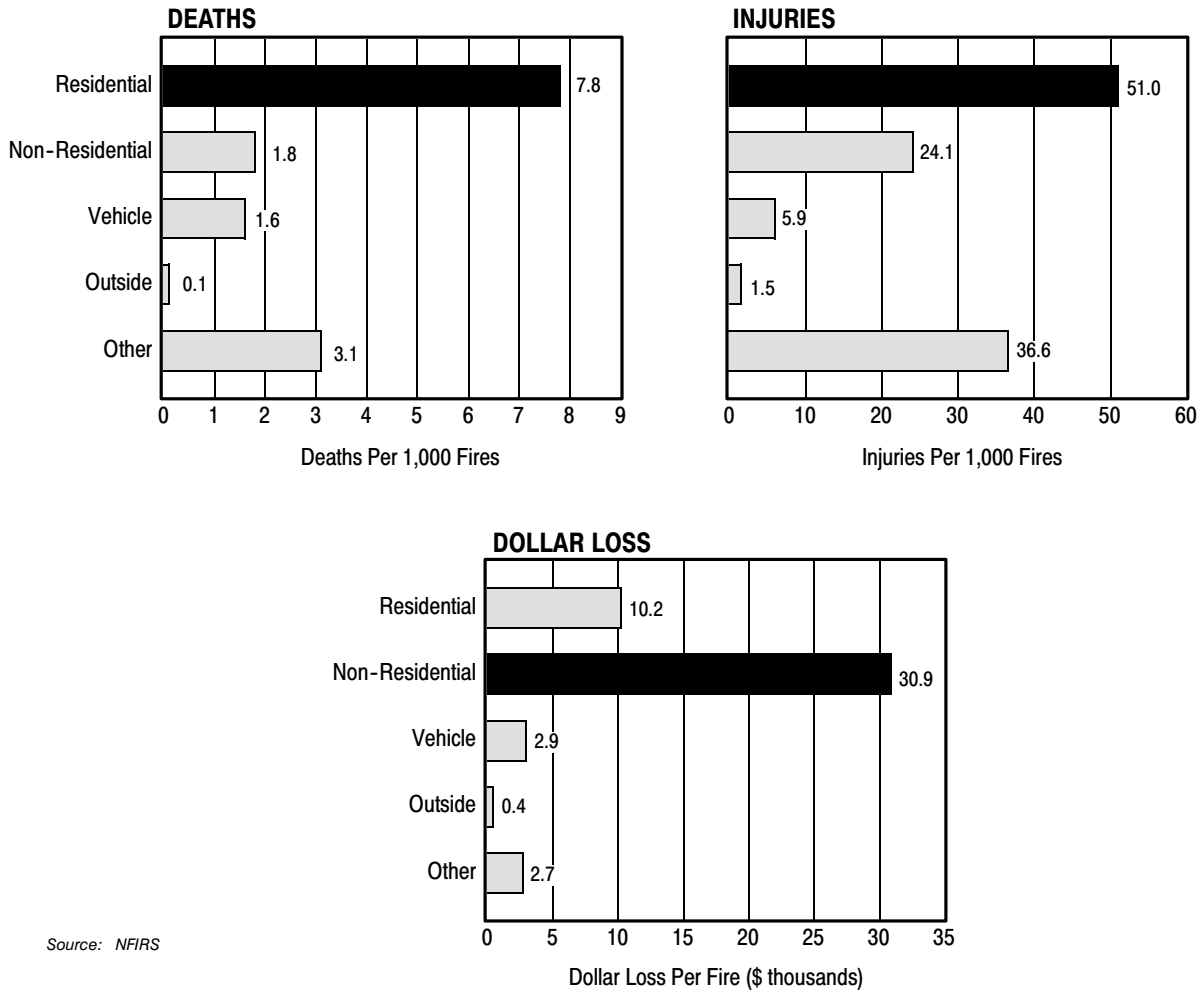 DEATHS
Residential 7.8
Non-Residential 1.8
Vehicle 1.6
Outside 0.1
Other 3.1
0 1 2 3 4 5 6 7 8 9
Deaths Per 1,000 Fires
INJURIES
51.0
24.1
5.9
1.5
36.6
0 10 20 30 40 50 60
Injuries Per 1,000 Fires
DOLLAR LOSS
Residential 10.2
Non-Residential 30.9
Vehicle 2.9
Outside 0.4
Other 2.7
0 5 10 15 20 25 30 35
Dollar Loss Per Fire ($ thousands)
Source: NFIRS